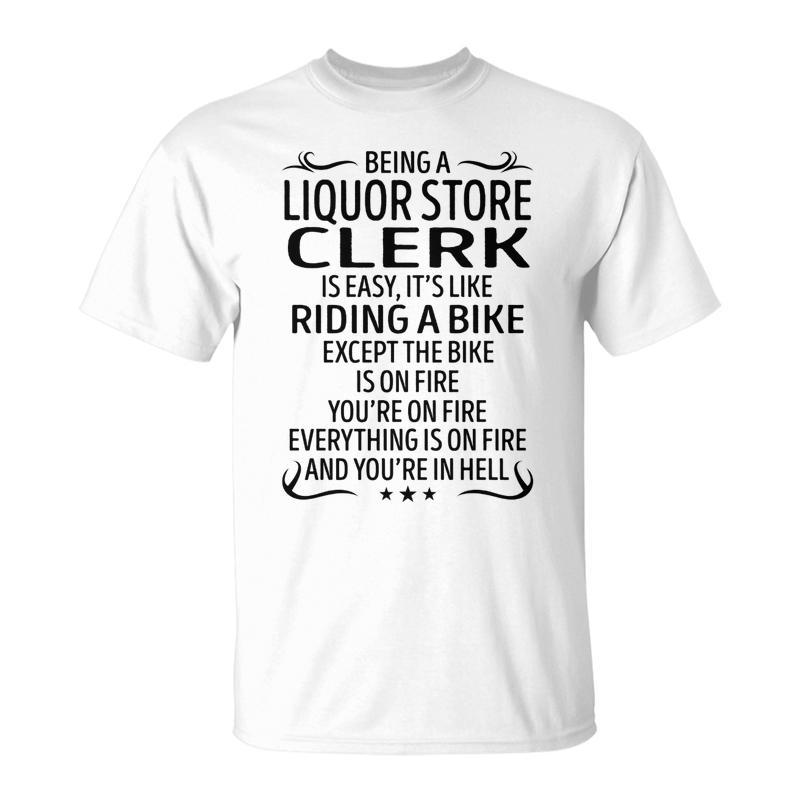 BEING A
LIQUOR STORE
CLERK
IS EASY, IT'S LIKE
RIDING A BIKE
EXCEPT THE BIKE
IS ON FIRE
YOU'RE ON FIRE
EVERYTHING IS ON FIRE
AND YOU'RE IN HELL